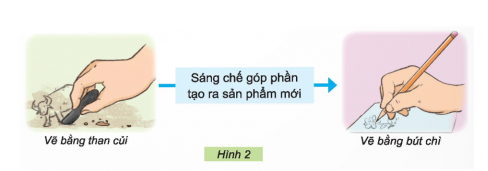 Sáng chế góp phần
tạo ra sản phẩm mới
Vẽ bằng than củi
Vẽ bằng bút chì
Hình 2